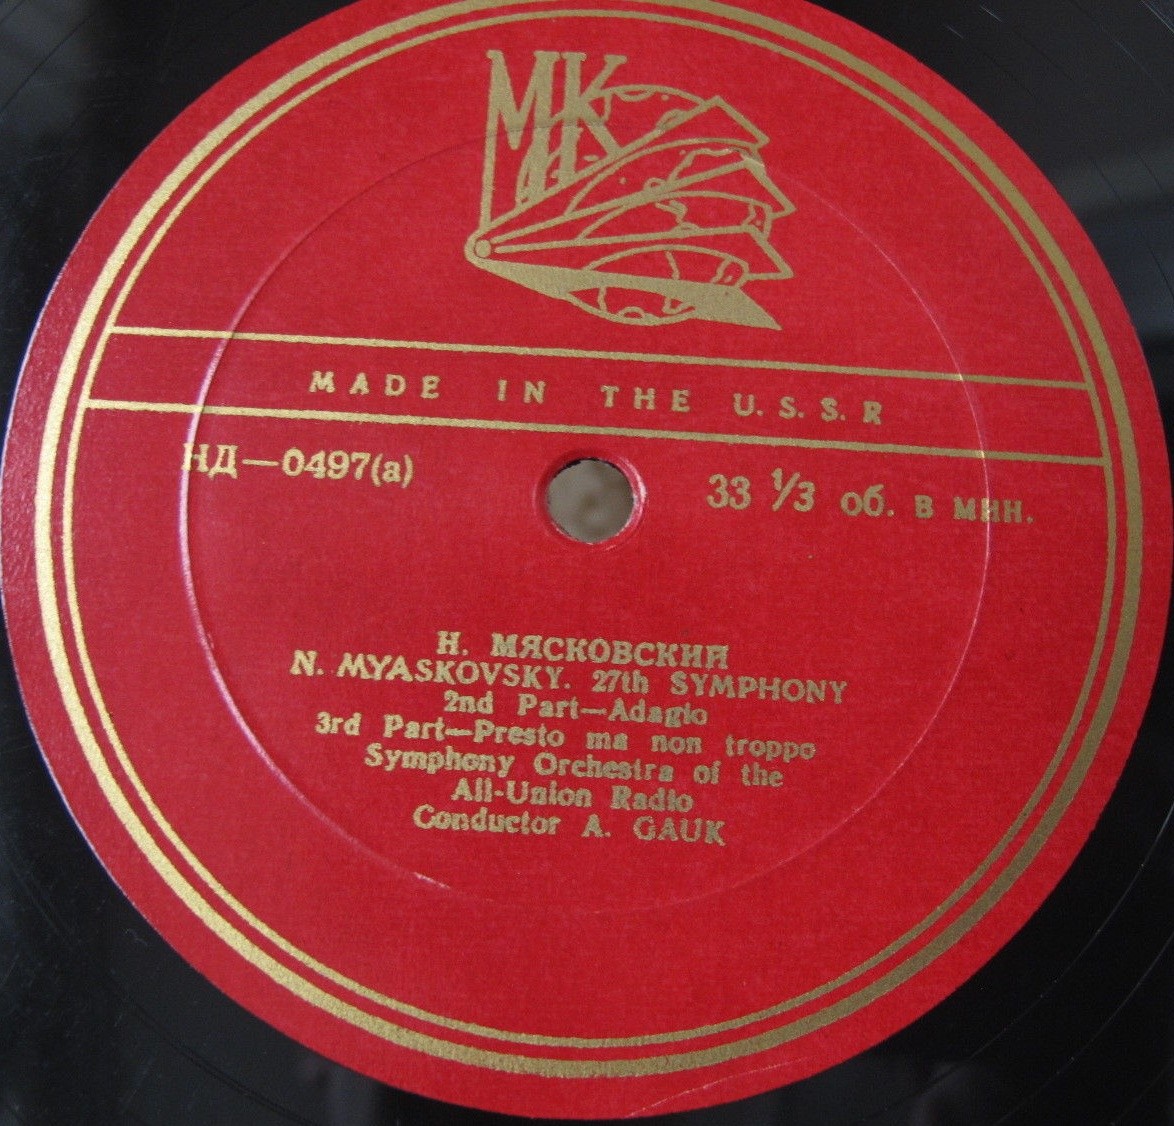 МК
MADE IN THE U.S.S.R
НД—0497(а)
33 ⅓ об. в мин.
Н. МЯСКОВСКИЙ
N. MYASKOVSKY. 27th SYMPHONY
2nd Part—Adagio
3rd Part—Presto ma non troppo
Symphony Orchestra of the
All-Union Radio
Conductor A. GAUK